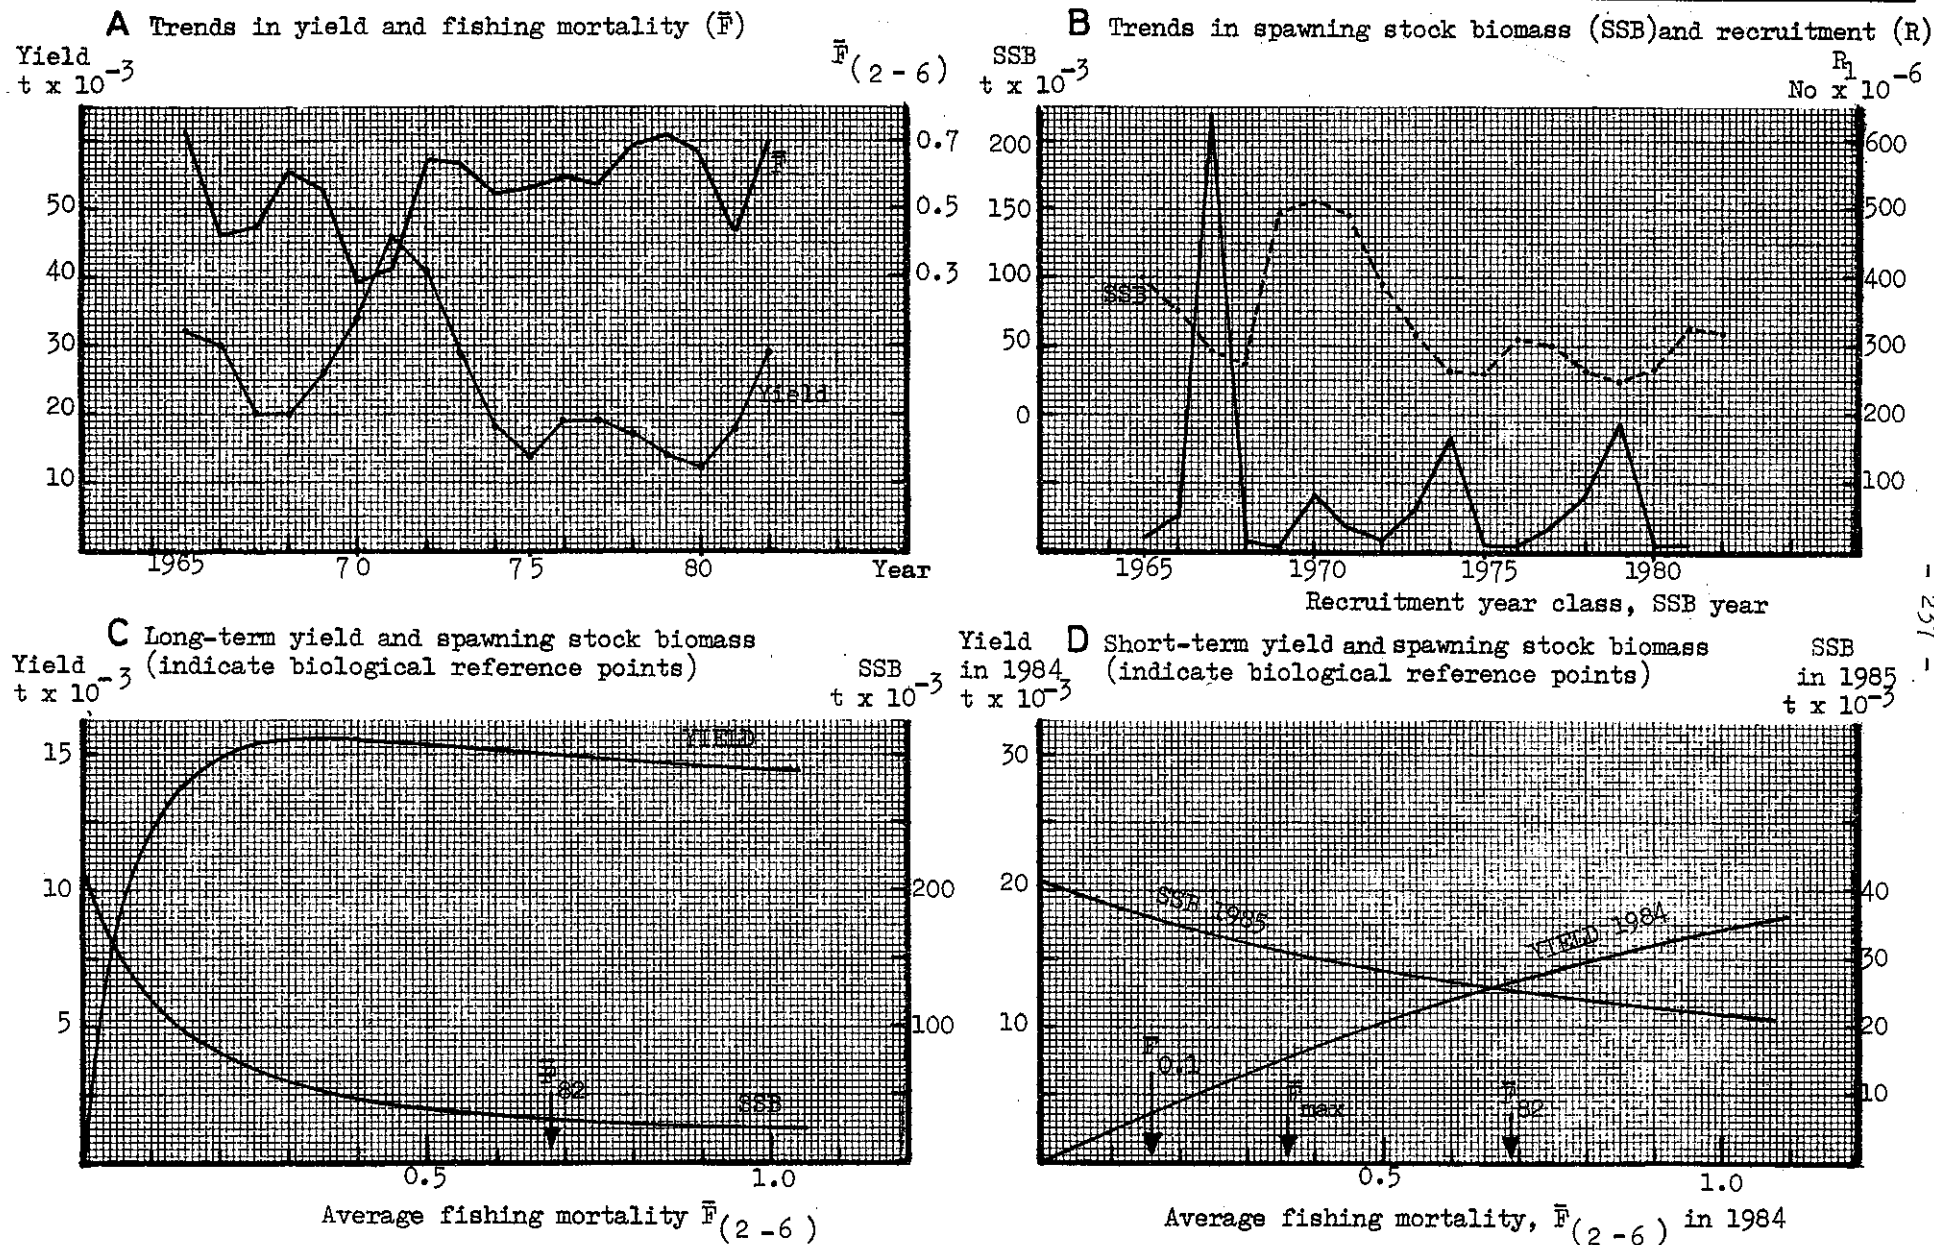 A Trends in yield and fishing mortality (F̄)
Yield
t x 10⁻³
F̄(2 - 6)
50
40
30
20
10
0.7
0.5
0.3
F̄
Yield
1965
70
75
80
Year
B Trends in spawning stock biomass (SSB)and recruitment (R)
SSB
t x 10⁻³
R1
No x 10⁻⁶
200
150
100
50
0
600
500
400
300
200
100
SSB
1965
1970
1975
1980
Recruitment year class, SSB year
C Long-term yield and spawning stock biomass
(indicate biological reference points)
Yield
t x 10⁻³
SSB
t x 10⁻³
15
10
5
200
100
YIELD
F̄82
SSB
0.5
1.0
Average fishing mortality F̄(2 - 6)
D Short-term yield and spawning stock biomass
(indicate biological reference points)
Yield
in 1984
t x 10⁻³
SSB
in 1985
t x 10⁻³
30
20
10
40
30
20
10
SSB 1985
YIELD 1984
F0.1
F̄max
F̄82
0.5
1.0
Average fishing mortality, F̄(2 - 6) in 1984